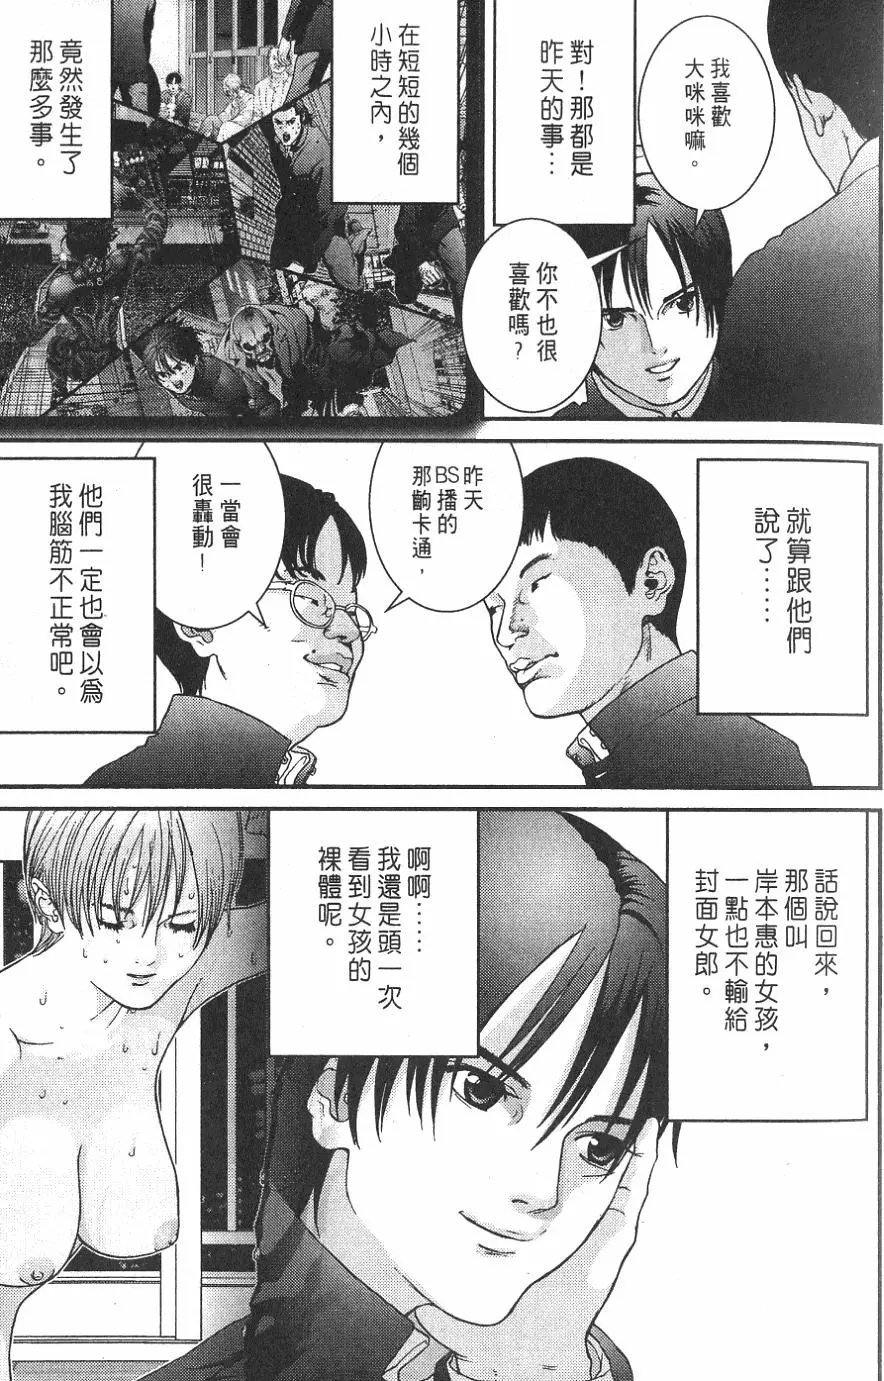 我喜歡
大咪咪嘛。
你不也很
喜歡嗎?
對!那都是
昨天的事…
在短短的幾個
小時之內,
竟然發生了
那麼多事。
就算跟他們
說了……
昨天
BS播的
那齣卡通,
一當會
很轟動!
他們一定也會以為
我腦筋不正常吧。
話說回來,
那個叫
岸本惠的女孩,
一點也不輸給
封面女郎。
啊啊……
我還是頭一次
看到女孩的
裸體呢。